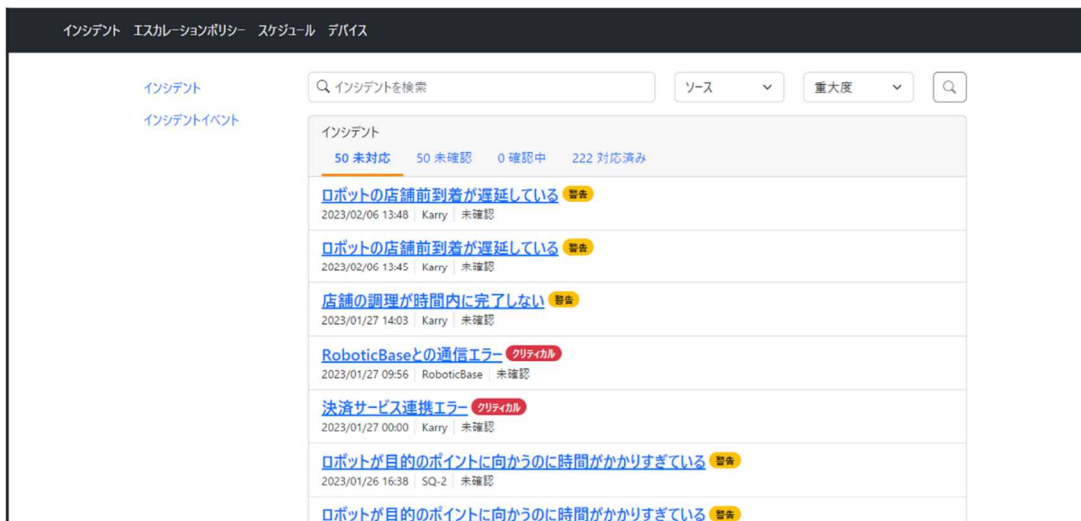 インシデント エスカレーションポリシー スケジュール デバイス
インシデント
インシデントイベント
インシデントを検索 ソース 重大度
インシデント
50 未対応 50 未確認 0 確認中 222 対応済み
ロボットの店舗前到着が遅延している 警告
2023/02/06 13:48 Karry 未確認
ロボットの店舗前到着が遅延している 警告
2023/02/06 13:45 Karry 未確認
店舗の調理が時間内に完了しない 警告
2023/01/27 14:03 Karry 未確認
RoboticBaseとの通信エラー クリティカル
2023/01/27 09:56 RoboticBase 未確認
決済サービス連携エラー クリティカル
2023/01/27 00:00 Karry 未確認
ロボットが目的のポイントに向かうのに時間がかかりすぎている 警告
2023/01/26 16:38 SQ-2 未確認
ロボットが目的のポイントに向かうのに時間がかかりすぎている 警告